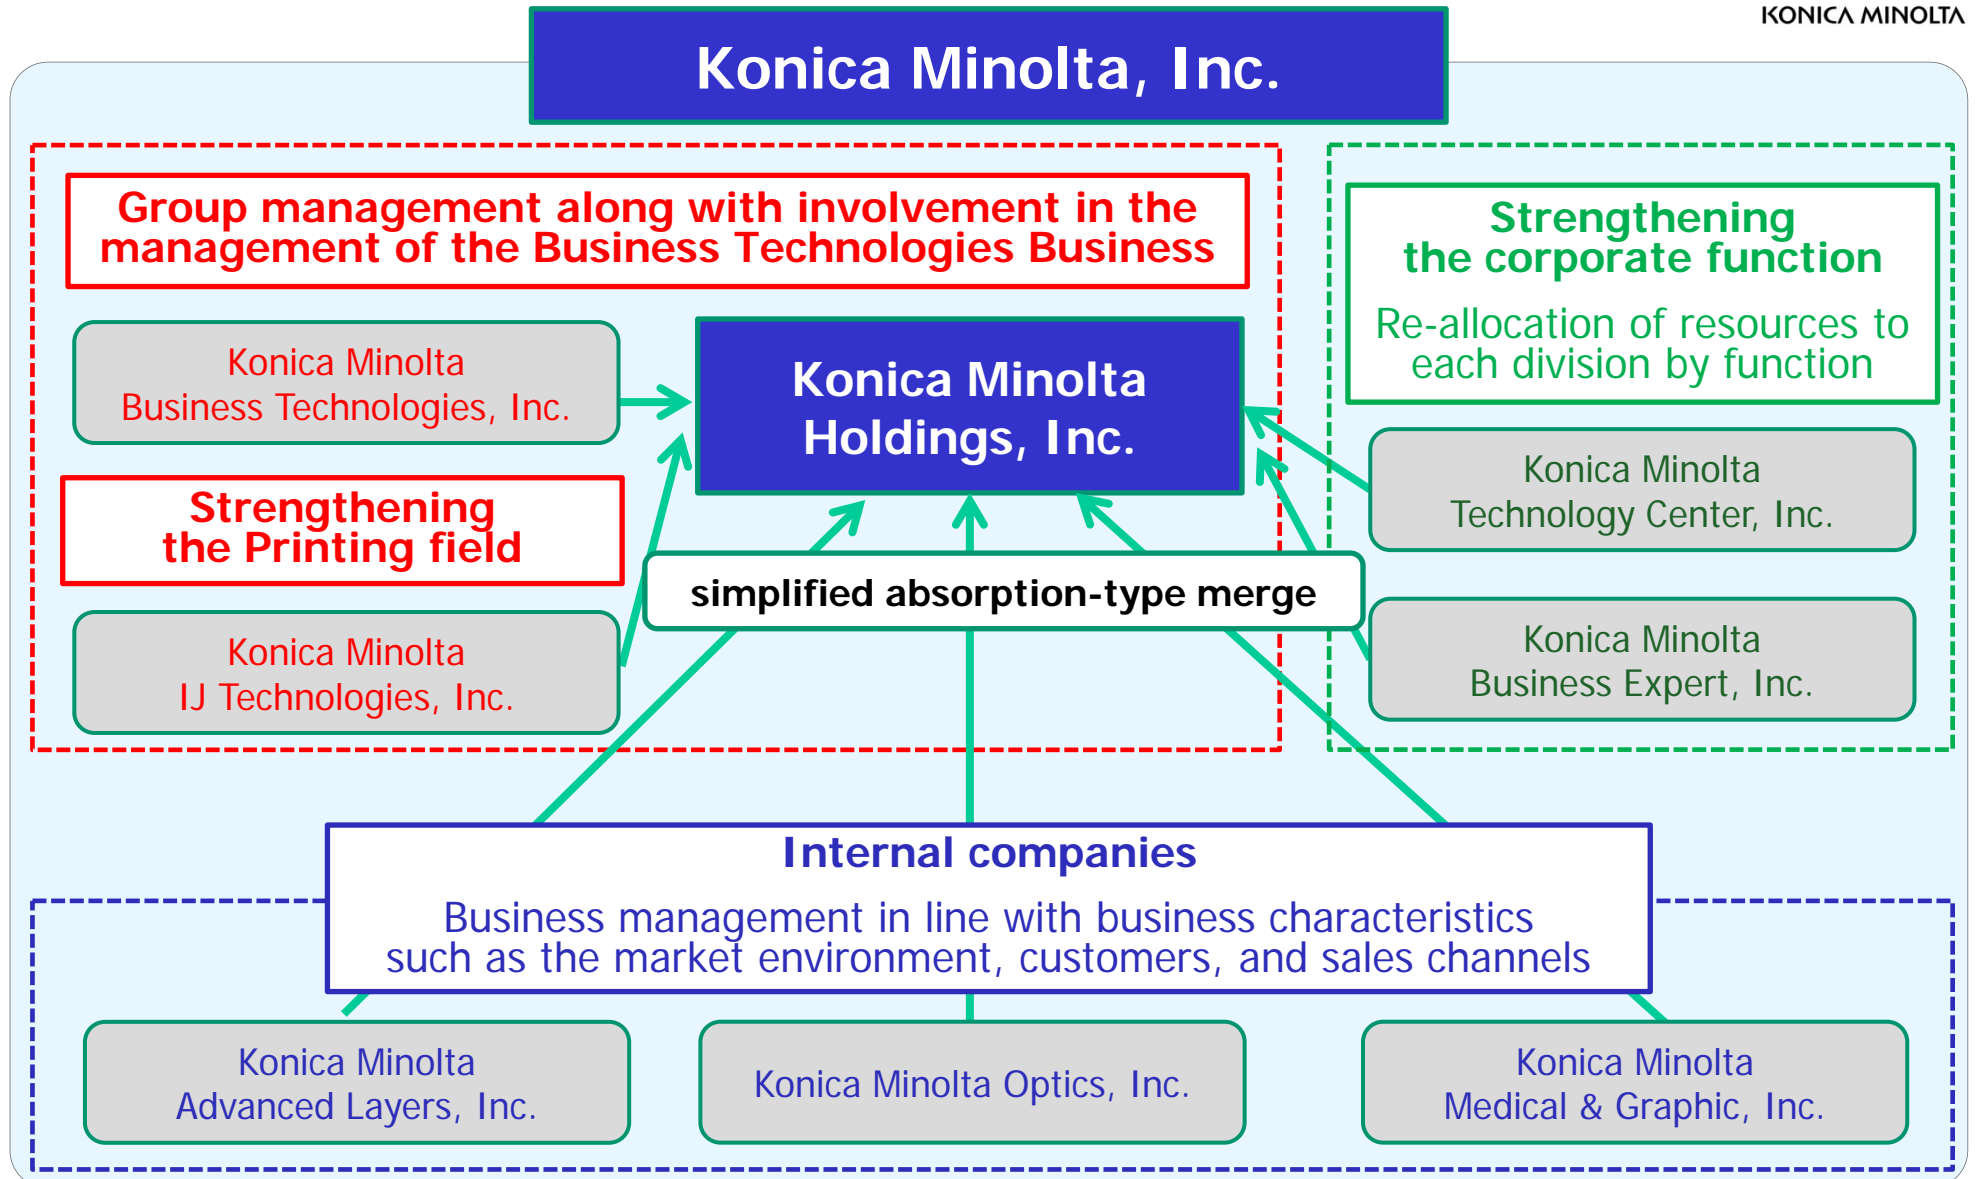 KONICA MINOLTA
Konica Minolta, Inc.
Group management along with involvement in the
management of the Business Technologies Business
Konica Minolta
Business Technologies, Inc.
Strengthening
the Printing field
Konica Minolta
IJ Technologies, Inc.
Konica Minolta
Holdings, Inc.
simplified absorption-type merge
Strengthening
the corporate function
Re-allocation of resources to
each division by function
Konica Minolta
Technology Center, Inc.
Konica Minolta
Business Expert, Inc.
Internal companies
Business management in line with business characteristics
such as the market environment, customers, and sales channels
Konica Minolta
Advanced Layers, Inc.
Konica Minolta Optics, Inc.
Konica Minolta
Medical & Graphic, Inc.